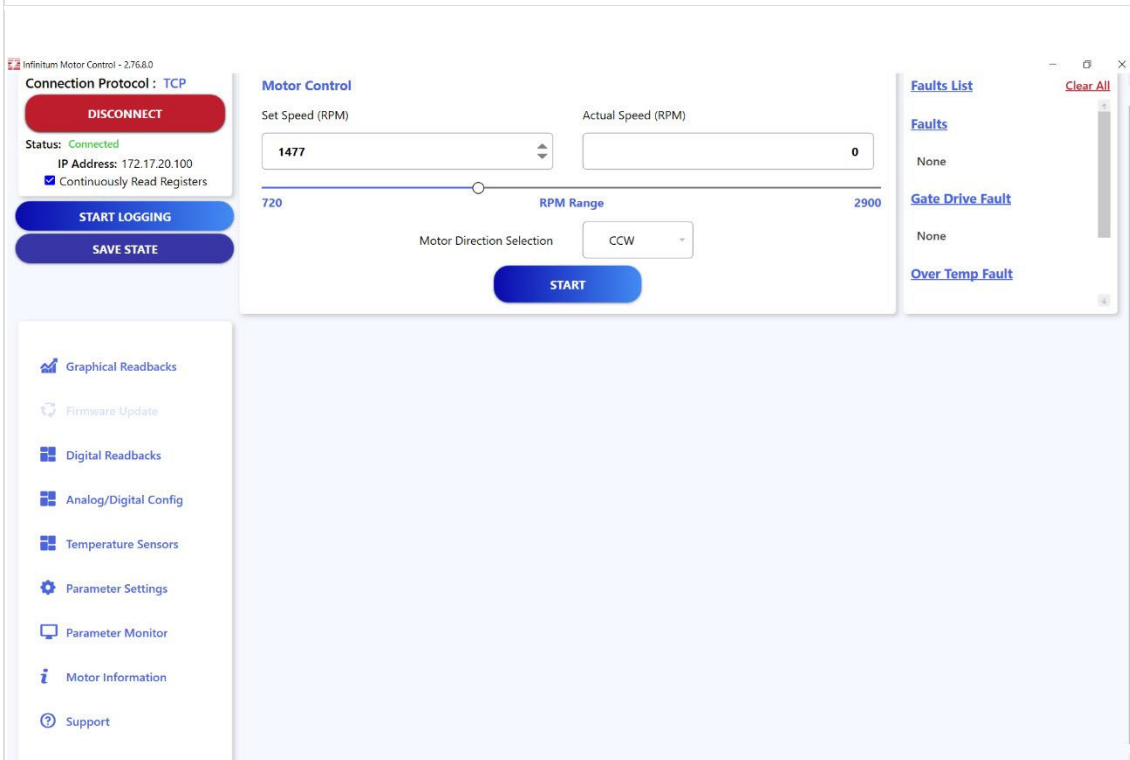 Infinitum Motor Control - 2.76.8.0
Connection Protocol : TCP
DISCONNECT
Status: Connected
IP Address: 172.17.20.100
Continuously Read Registers
START LOGGING
SAVE STATE
Motor Control
Set Speed (RPM)
Actual Speed (RPM)
1477
0
720
RPM Range
2900
Motor Direction Selection
CCW
START
Faults List
Clear All
Faults
None
Gate Drive Fault
None
Over Temp Fault
Graphical Readbacks
Firmware Update
Digital Readbacks
Analog/Digital Config
Temperature Sensors
Parameter Settings
Parameter Monitor
Motor Information
Support